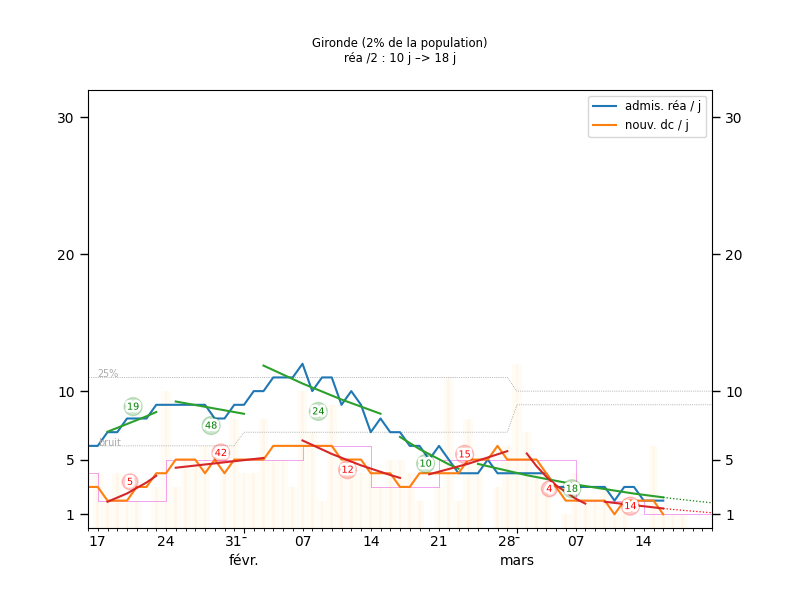 Gironde (2% de la population)
réa /2 : 10 j –> 18 j
admis. réa / j
nouv. dc / j
30 30
20 20
10 10
5 5
1 1
25%
bruit
19
48
24
10
18
5
42
12
15
4
14
17 24 31 07 14 21 28 07 14
févr. mars